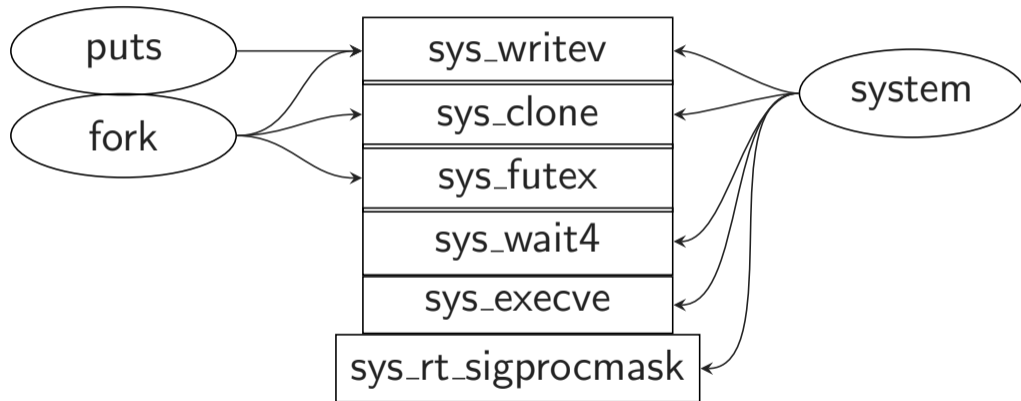 puts
fork
sys_writev
sys_clone
sys_futex
sys_wait4
sys_execve
sys_rt_sigprocmask
system